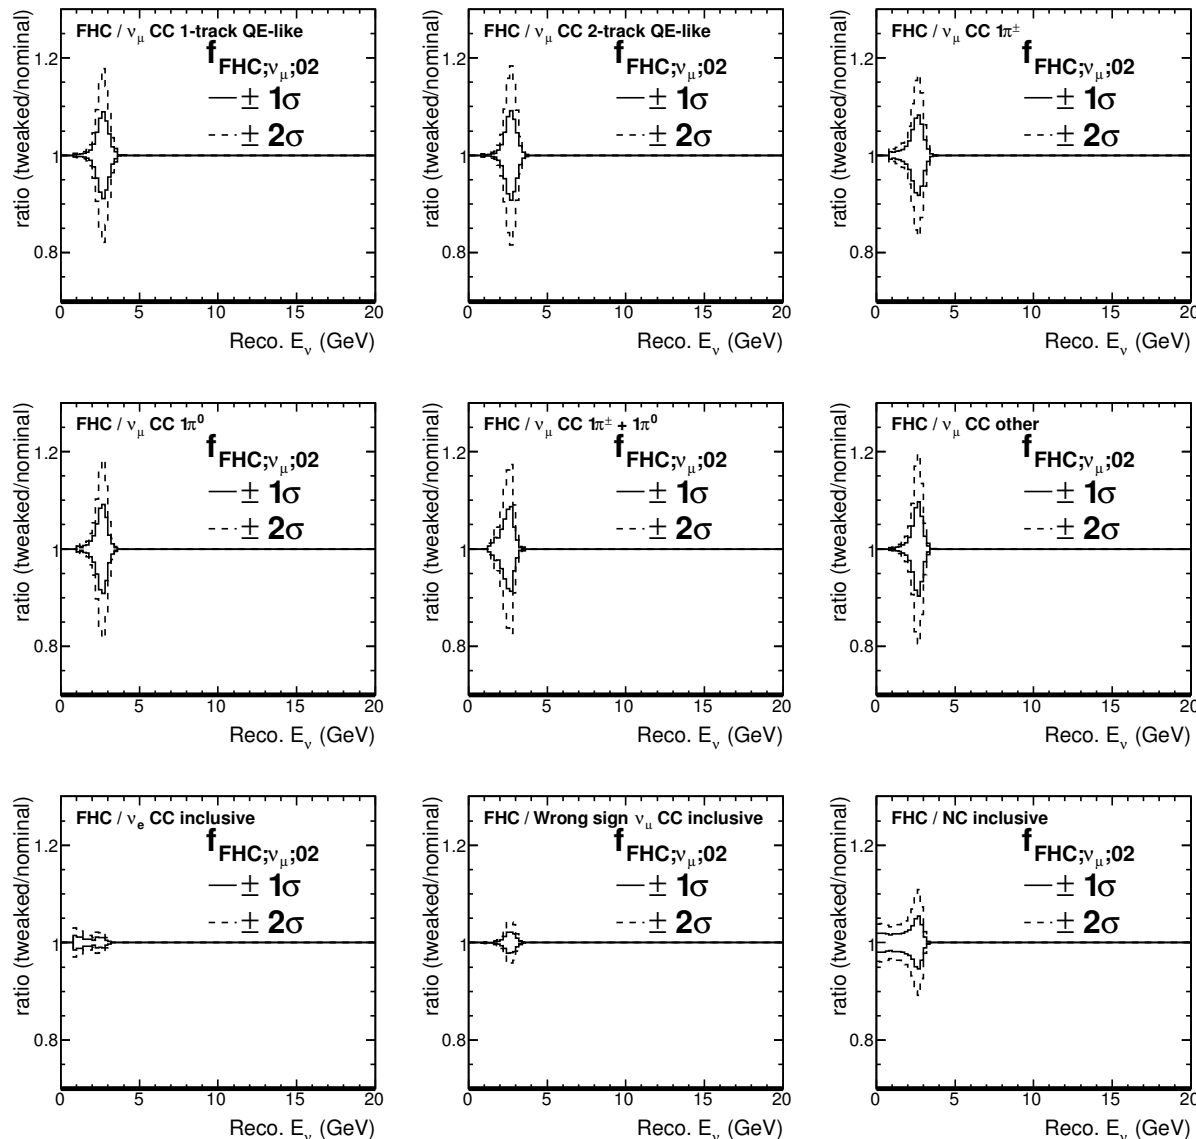 FHC / νμ CC 1-track QE-like
f FHC;νμ;02
± 1σ
± 2σ
1.2
1
0.8
ratio (tweaked/nominal)
0 5 10 15 20
Reco. Eν (GeV)
FHC / νμ CC 2-track QE-like
f FHC;νμ;02
± 1σ
± 2σ
1.2
1
0.8
ratio (tweaked/nominal)
0 5 10 15 20
Reco. Eν (GeV)
FHC / νμ CC 1π±
f FHC;νμ;02
± 1σ
± 2σ
1.2
1
0.8
ratio (tweaked/nominal)
0 5 10 15 20
Reco. Eν (GeV)
FHC / νμ CC 1π0
f FHC;νμ;02
± 1σ
± 2σ
1.2
1
0.8
ratio (tweaked/nominal)
0 5 10 15 20
Reco. Eν (GeV)
FHC / νμ CC 1π± + 1π0
f FHC;νμ;02
± 1σ
± 2σ
1.2
1
0.8
ratio (tweaked/nominal)
0 5 10 15 20
Reco. Eν (GeV)
FHC / νμ CC other
f FHC;νμ;02
± 1σ
± 2σ
1.2
1
0.8
ratio (tweaked/nominal)
0 5 10 15 20
Reco. Eν (GeV)
FHC / νe CC inclusive
f FHC;νμ;02
± 1σ
± 2σ
1.2
1
0.8
ratio (tweaked/nominal)
0 5 10 15 20
Reco. Eν (GeV)
FHC / Wrong sign νμ CC inclusive
f FHC;νμ;02
± 1σ
± 2σ
1.2
1
0.8
ratio (tweaked/nominal)
0 5 10 15 20
Reco. Eν (GeV)
FHC / NC inclusive
f FHC;νμ;02
± 1σ
± 2σ
1.2
1
0.8
ratio (tweaked/nominal)
0 5 10 15 20
Reco. Eν (GeV)